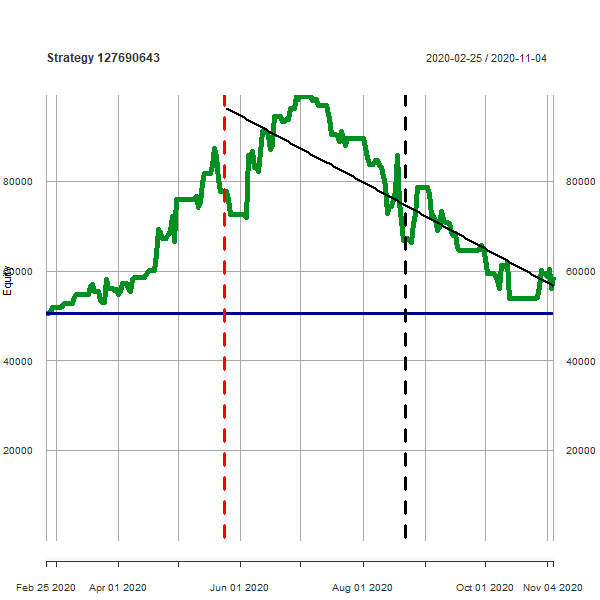 Strategy 127690643
2020-02-25 / 2020-11-04
80000
80000
Equity
60000
60000
40000
40000
20000
20000
Feb 25 2020
Apr 01 2020
Jun 01 2020
Aug 01 2020
Oct 01 2020
Nov 04 2020